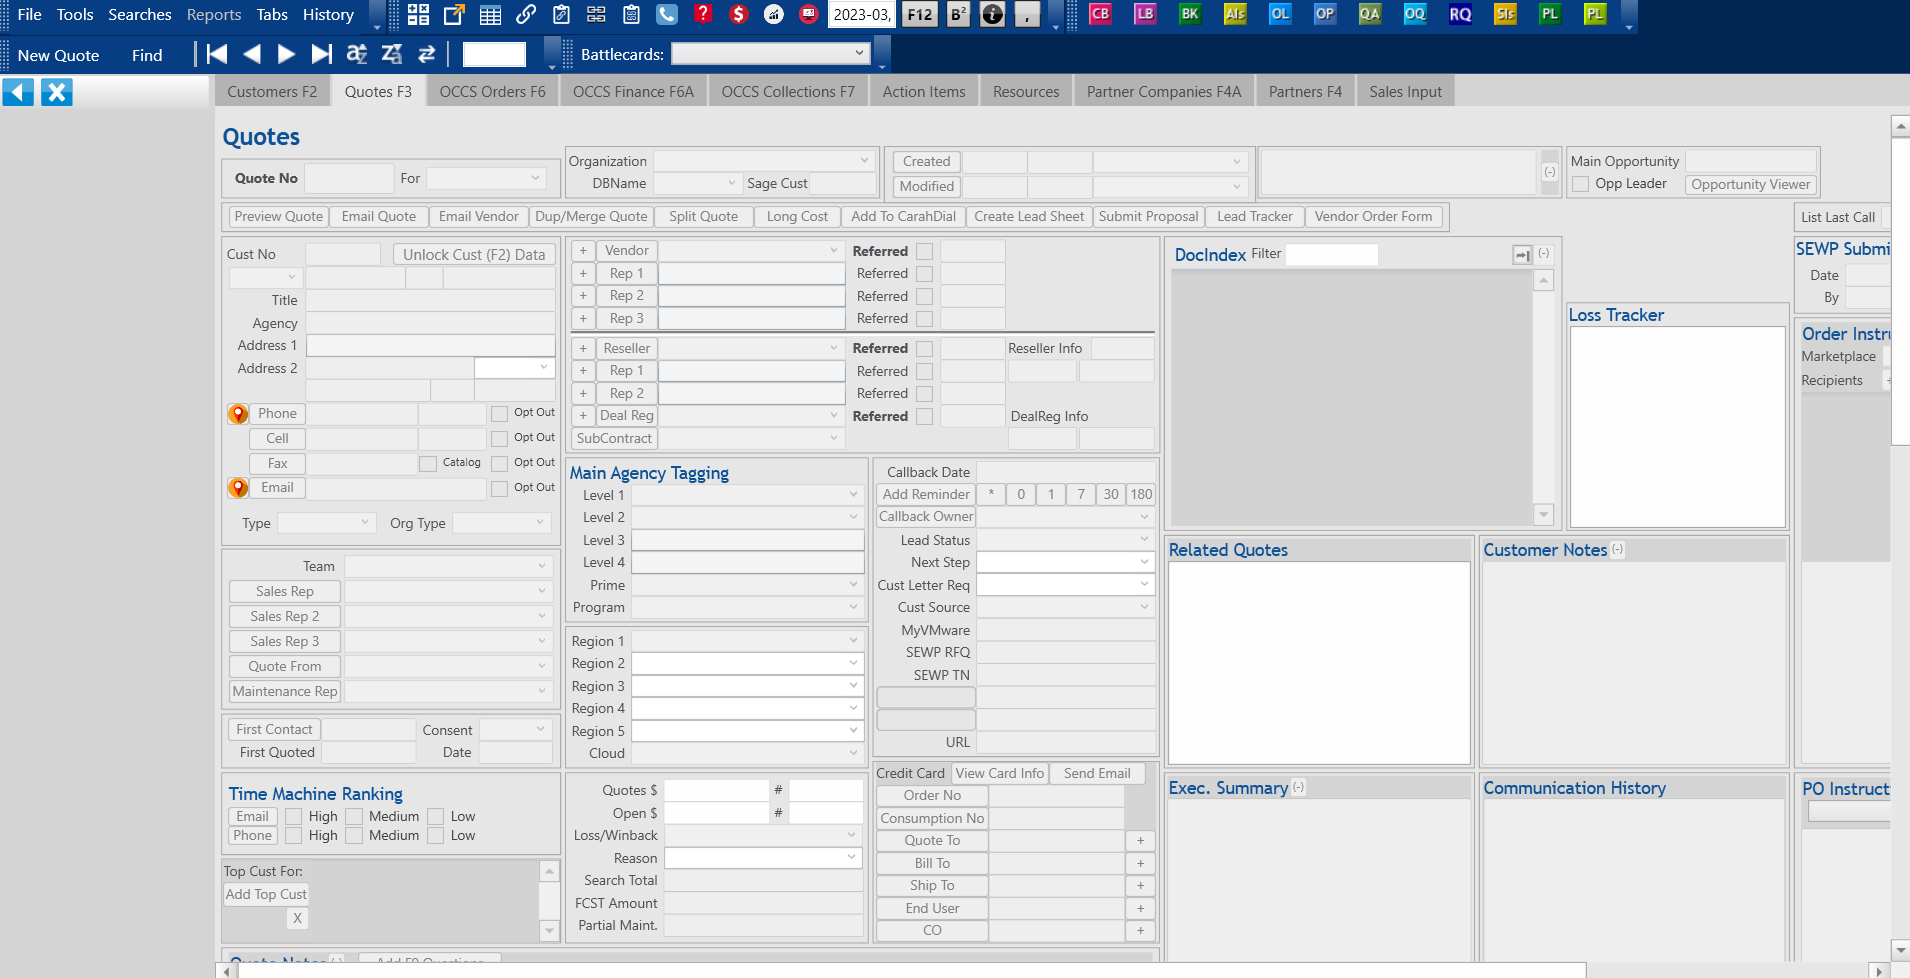 File Tools Searches Reports Tabs History
2023-03, F12 B² i , CB LB BK AIs OL OP QA OQ RQ SIs PL PL
New Quote Find Battlecards:
Customers F2 Quotes F3 OCCS Orders F6 OCCS Finance F6A OCCS Collections F7 Action Items Resources Partner Companies F4A Partners F4 Sales Input
Quotes
Quote No For
Organization
DBName Sage Cust
Created
Modified
(-)
Main Opportunity
Opp Leader Opportunity Viewer
Preview Quote Email Quote Email Vendor Dup/Merge Quote Split Quote Long Cost Add To CarahDial Create Lead Sheet Submit Proposal Lead Tracker Vendor Order Form
List Last Call
Cust No Unlock Cust (F2) Data
Title
Agency
Address 1
Address 2
Phone Opt Out
Cell Opt Out
Fax Catalog Opt Out
Email Opt Out
Type Org Type
Team
Sales Rep
Sales Rep 2
Sales Rep 3
Quote From
Maintenance Rep
First Contact Consent
First Quoted Date
Time Machine Ranking
Email High Medium Low
Phone High Medium Low
Top Cust For:
Add Top Cust
X
+ Vendor Referred
+ Rep 1 Referred
+ Rep 2 Referred
+ Rep 3 Referred
+ Reseller Referred Reseller Info
+ Rep 1 Referred
+ Rep 2 Referred
+ Deal Reg Referred DealReg Info
SubContract
Main Agency Tagging
Level 1
Level 2
Level 3
Level 4
Prime
Program
Region 1
Region 2
Region 3
Region 4
Region 5
Cloud
Quotes $ #
Open $ #
Loss/Winback
Reason
Search Total
FCST Amount
Partial Maint.
Callback Date
Add Reminder * 0 1 7 30 180
Callback Owner
Lead Status
Next Step
Cust Letter Req
Cust Source
MyVMware
SEWP RFQ
SEWP TN
URL
Credit Card View Card Info Send Email
Order No
Consumption No
Quote To +
Bill To +
Ship To +
End User +
CO +
DocIndex Filter (-)
Loss Tracker
Related Quotes
Customer Notes (-)
Exec. Summary (-)
Communication History
SEWP Submi
Date
By
Order Instru
Marketplace
Recipients +
PO Instruct
Quote Notes (-) Add F9 Questions